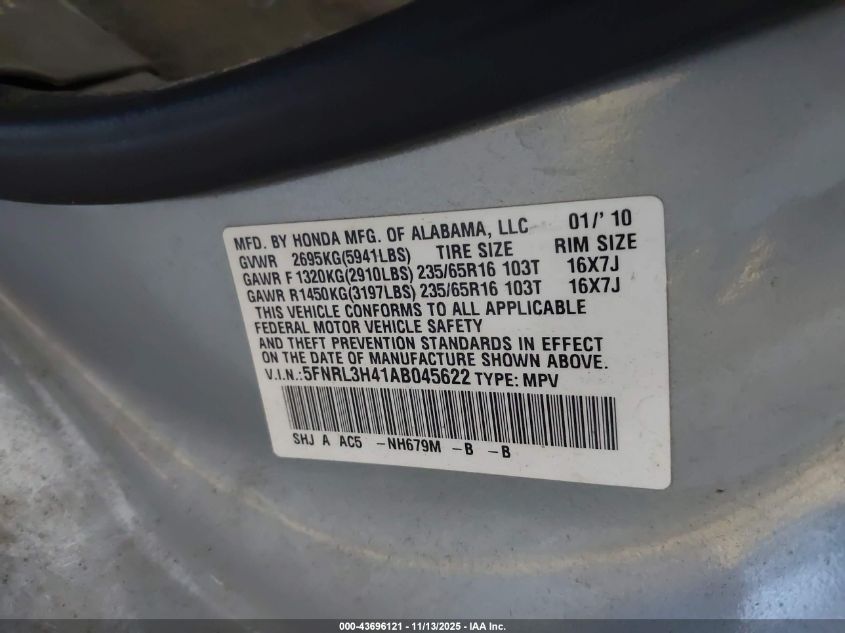 MFD. BY HONDA MFG. OF ALABAMA, LLC 01/' 10
GVWR 2695KG(5941LBS) TIRE SIZE RIM SIZE
GAWR F 1320KG(2910LBS) 235/65R16 103T 16X7J
GAWR R1450KG(3197LBS) 235/65R16 103T 16X7J
THIS VEHICLE CONFORMS TO ALL APPLICABLE
FEDERAL MOTOR VEHICLE SAFETY
AND THEFT PREVENTION STANDARDS IN EFFECT
ON THE DATE OF MANUFACTURE SHOWN ABOVE.
V.I.N.: 5FNRL3H41AB045622 TYPE: MPV
SHJ A AC5 -NH679M -B -B
000-43696121 - 11/13/2025 - IAA Inc.